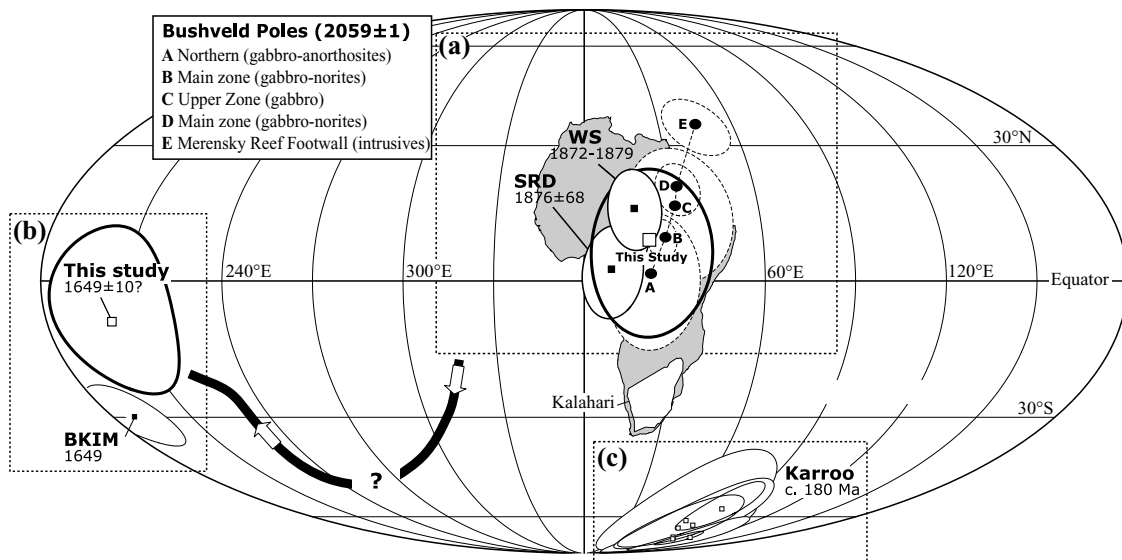 Bushveld Poles (2059±1)
A Northern (gabbro-anorthosites)
B Main zone (gabbro-norites)
C Upper Zone (gabbro)
D Main zone (gabbro-norites)
E Merensky Reef Footwall (intrusives)
(a)
E
30°N
WS
1872-1879
SRD
1876±68
D
C
B
This Study
A
(b)
This study
1649±10?
240°E
300°E
60°E
120°E
Equator
Kalahari
30°S
BKIM
1649
?
(c)
Karroo
c. 180 Ma